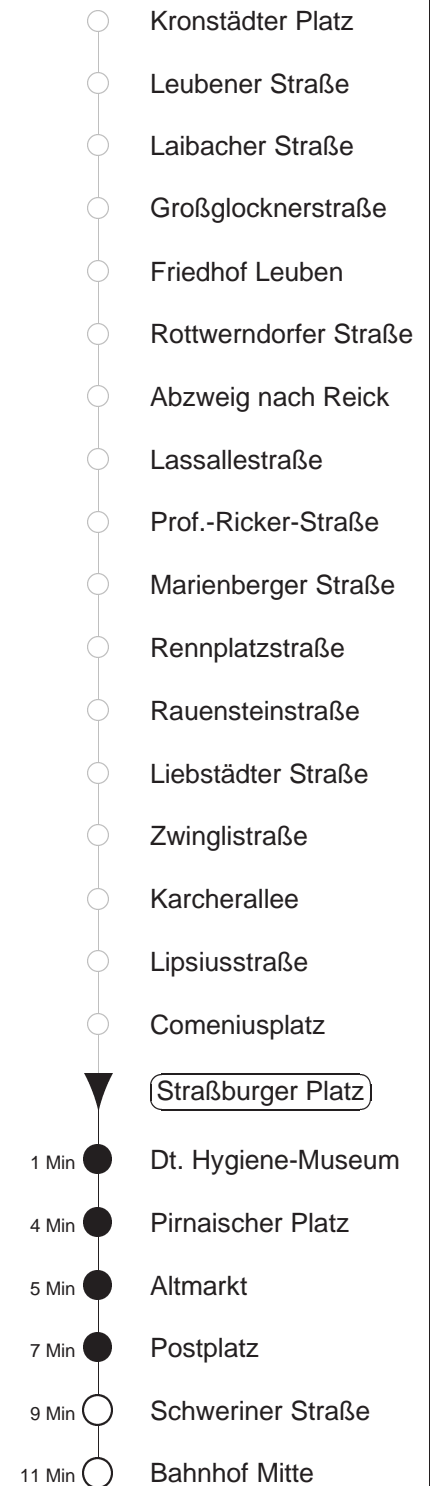 Kronstädter Platz
Leubener Straße
Laibacher Straße
Großglocknerstraße
Friedhof Leuben
Rottwerndorfer Straße
Abzweig nach Reick
Lassallestraße
Prof.-Ricker-Straße
Marienberger Straße
Rennplatzstraße
Rauensteinstraße
Liebstädter Straße
Zwinglistraße
Karcherallee
Lipsiusstraße
Comeniusplatz
Straßburger Platz
1 Min Dt. Hygiene-Museum
4 Min Pirnaischer Platz
5 Min Altmarkt
7 Min Postplatz
9 Min Schweriner Straße
11 Min Bahnhof Mitte